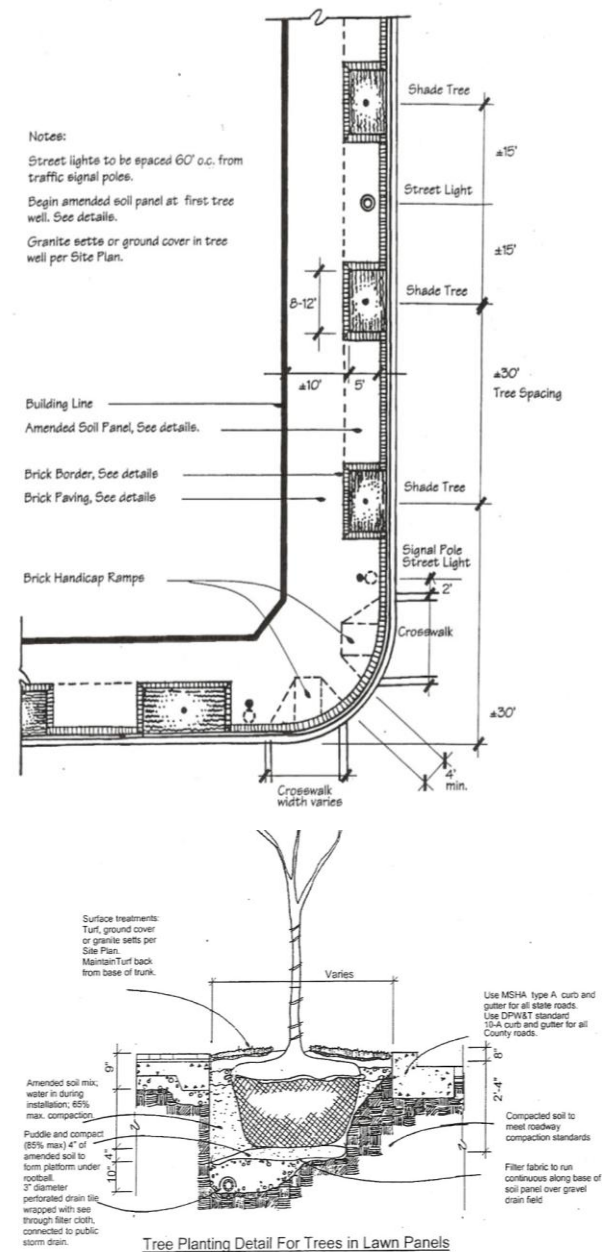 Notes:
Street lights to be spaced 60' o.c. from
traffic signal poles.
Begin amended soil panel at first tree
well. See details.
Granite setts or ground cover in tree
well per Site Plan.
Shade Tree
±15'
Street Light
±15'
Shade Tree
8-12'
±10'
5'
±30'
Tree Spacing
Building Line
Amended Soil Panel, See details.
Brick Border, See details
Brick Paving, See details
Shade Tree
Signal Pole
Street Light
2'
Brick Handicap Ramps
Crosswalk
±30'
4'
min.
Crosswalk
width varies
Surface treatments:
Turf, ground cover
or granite setts per
Site Plan.
MaintainTurf back
from base of trunk.
Varies
Use MSHA type A curb and
gutter for all state roads.
Use DPW&T standard
10-A curb and gutter for all
County roads.
9"
8"
2'-4"
Amended soil mix;
water in during
installation; 65%
max. compaction.
Puddle and compact
(85% max) 4" of
amended soil to
form platform under
rootball.
3" diameter
perforated drain tile
wrapped with see
through filter cloth,
connected to public
storm drain.
4"
10"
Compacted soil to
meet roadway
compaction standards
Filter fabric to run
continuous along base of
soil panel over gravel
drain field
Tree Planting Detail For Trees in Lawn Panels